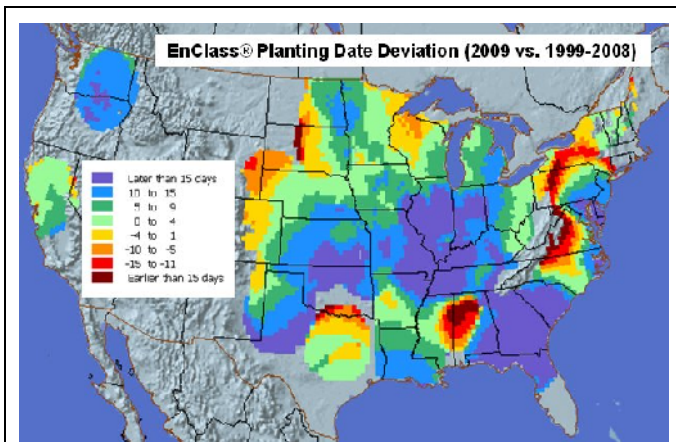 EnClass® Planting Date Deviation (2009 vs. 1999-2008)
Later than 15 days
10 to 15
5 to 9
0 to 4
-4 to 1
-10 to -5
-15 to -11
Earlier than 15 days